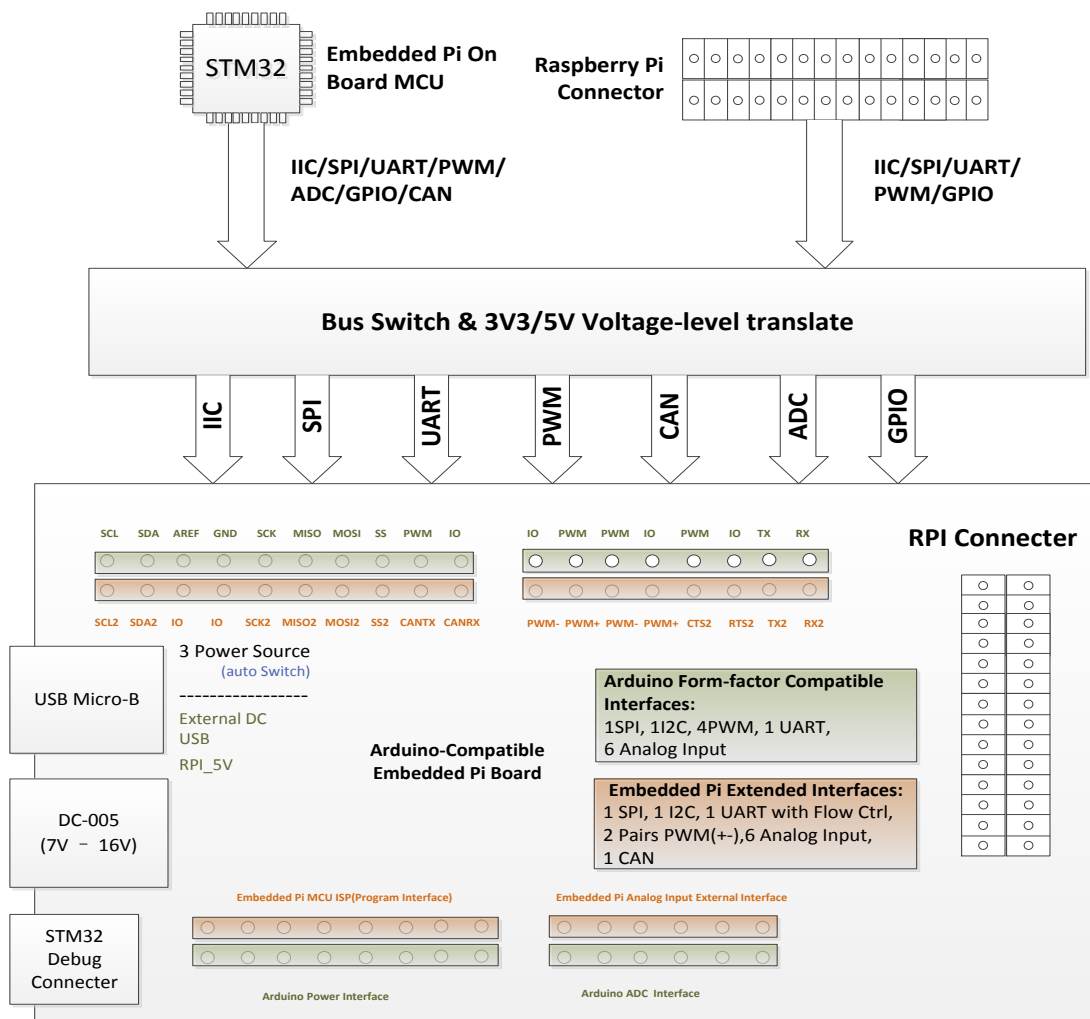 STM32
Embedded Pi On
Board MCU
Raspberry Pi
Connector
IIC/SPI/UART/PWM/
ADC/GPIO/CAN
IIC/SPI/UART/
PWM/GPIO
Bus Switch & 3V3/5V Voltage-level translate
IIC
SPI
UART
PWM
CAN
ADC
GPIO
SCL SDA AREF GND SCK MISO MOSI SS PWM IO
IO PWM PWM IO PWM IO TX RX
RPI Connecter
SCL2 SDA2 IO IO SCK2 MISO2 MOSI2 SS2 CANTX CANRX
PWM- PWM+ PWM- PWM+ CTS2 RTS2 TX2 RX2
USB Micro-B
3 Power Source
(auto Switch)
-----------------
External DC
USB
RPI_5V
Arduino-Compatible
Embedded Pi Board
Arduino Form-factor Compatible
Interfaces:
1SPI, 1I2C, 4PWM, 1 UART,
6 Analog Input
Embedded Pi Extended Interfaces:
1 SPI, 1 I2C, 1 UART with Flow Ctrl,
2 Pairs PWM(+-),6 Analog Input,
1 CAN
DC-005
(7V – 16V)
Embedded Pi MCU ISP(Program Interface)
Embedded Pi Analog Input External Interface
STM32
Debug
Connecter
Arduino Power Interface
Arduino ADC Interface